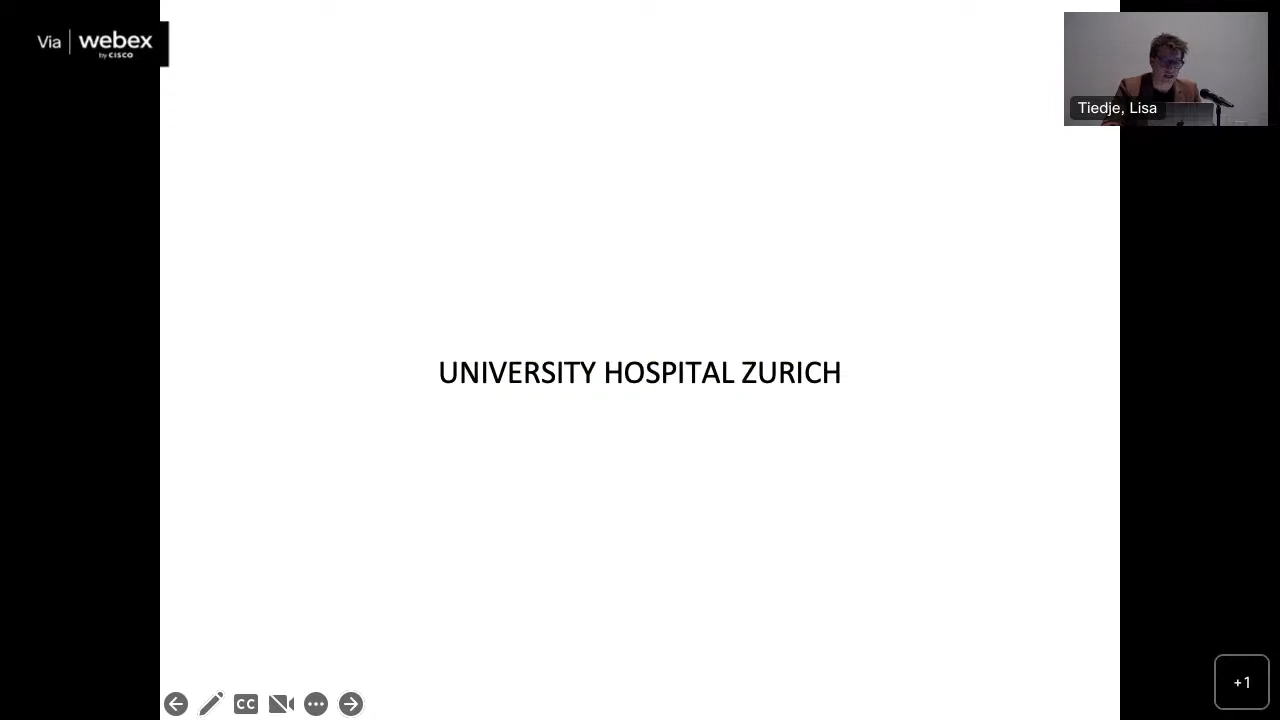 Via webex
by CISCO
Tiedje, Lisa
UNIVERSITY HOSPITAL ZURICH
CC
+1